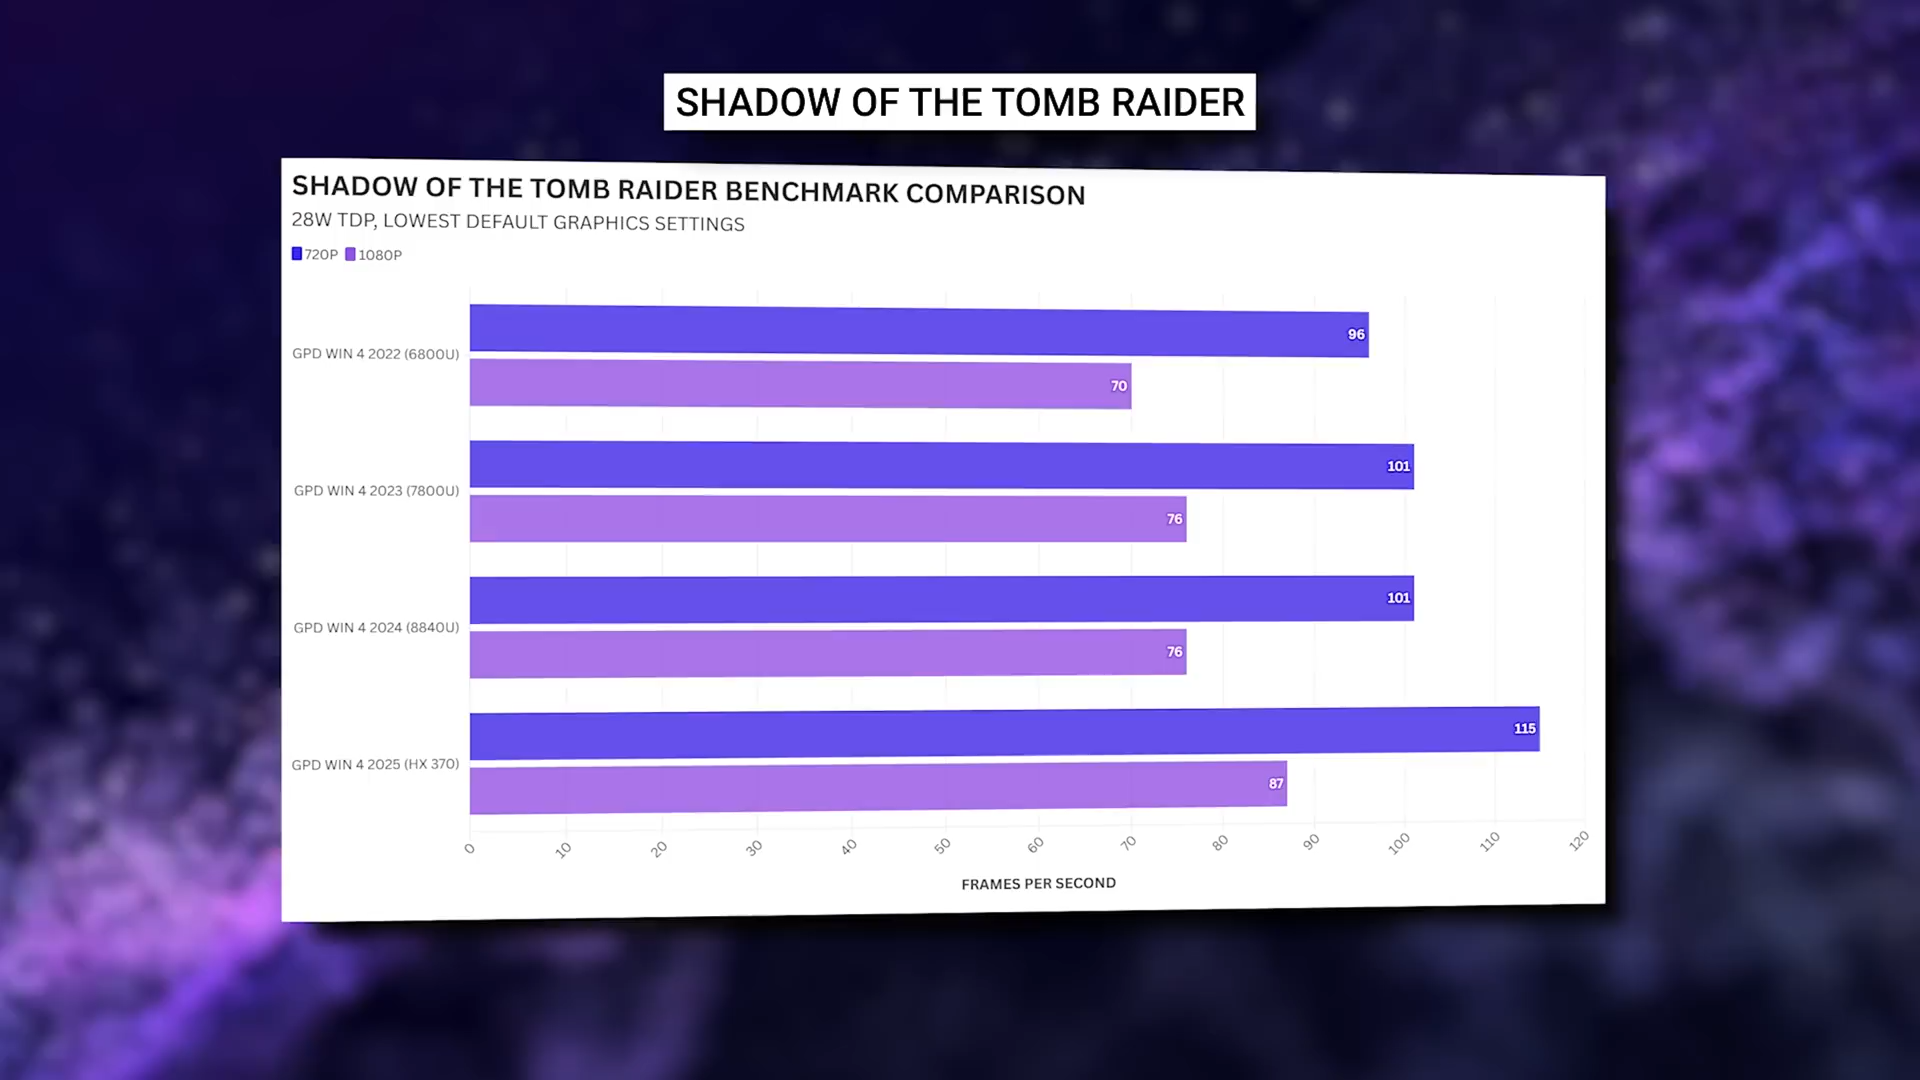 SHADOW OF THE TOMB RAIDER
SHADOW OF THE TOMB RAIDER BENCHMARK COMPARISON
28W TDP, LOWEST DEFAULT GRAPHICS SETTINGS
720P 1080P
GPD WIN 4 2022 (6800U)
96
70
GPD WIN 4 2023 (7800U)
101
76
GPD WIN 4 2024 (8840U)
101
76
GPD WIN 4 2025 (HX 370)
115
87
0 10 20 30 40 50 60 70 80 90 100 110 120
FRAMES PER SECOND